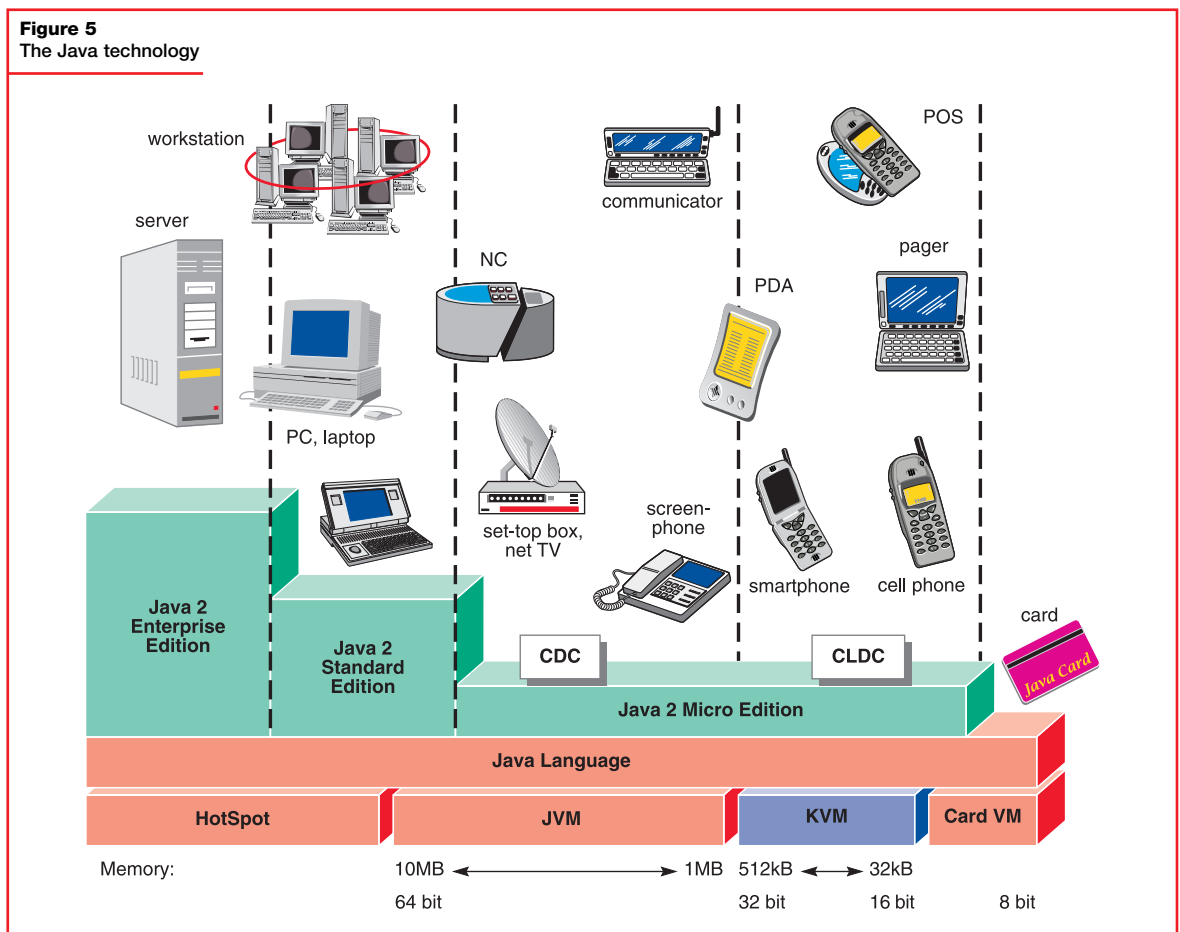 Figure 5
The Java technology
workstation
POS
communicator
server
NC
pager
PDA
PC, laptop
set-top box,
net TV
screen-
phone
smartphone
cell phone
card
Java Card
Java 2
Enterprise
Edition
Java 2
Standard
Edition
CDC
CLDC
Java 2 Micro Edition
Java Language
HotSpot
JVM
KVM
Card VM
Memory:
10MB
1MB
512kB
32kB
64 bit
32 bit
16 bit
8 bit